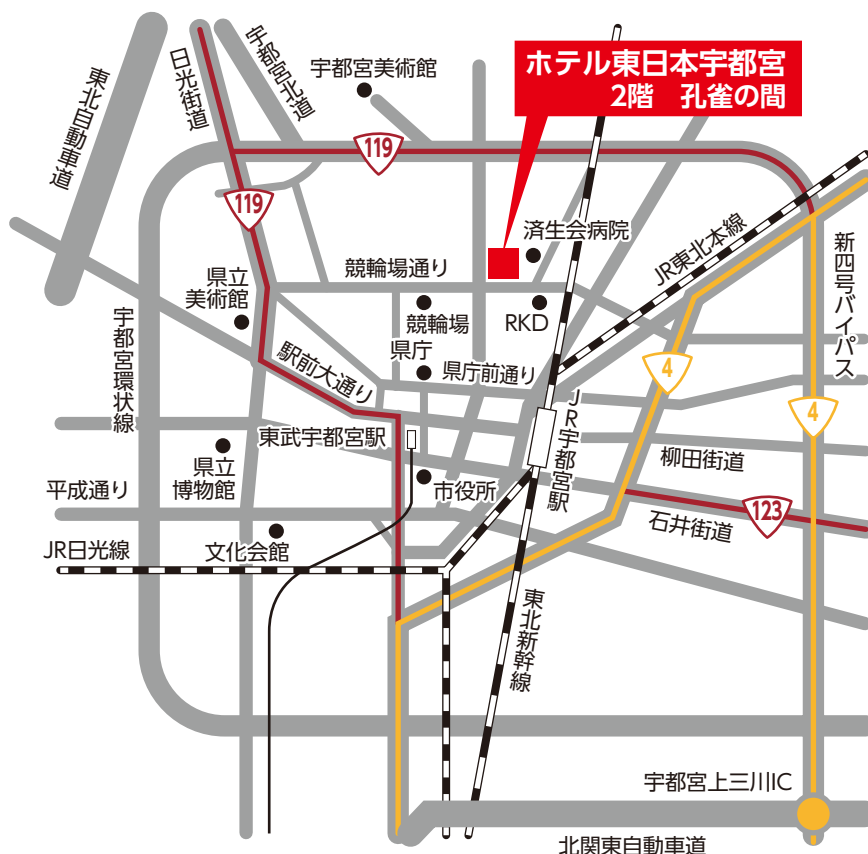 ホテル東日本宇都宮
2階　孔雀の間
宇都宮美術館
宇都宮北道
日光街道
東北自動車道
119
119
済生会病院
競輪場通り
JR東北本線
新四号バイパス
県立
美術館
競輪場
RKD
宇都宮環状線
駅前大通り
県庁
県庁前通り
4
4
JR宇都宮駅
東武宇都宮駅
柳田街道
県立
博物館
平成通り
市役所
石井街道
123
文化会館
JR日光線
東北新幹線
宇都宮上三川IC
北関東自動車道